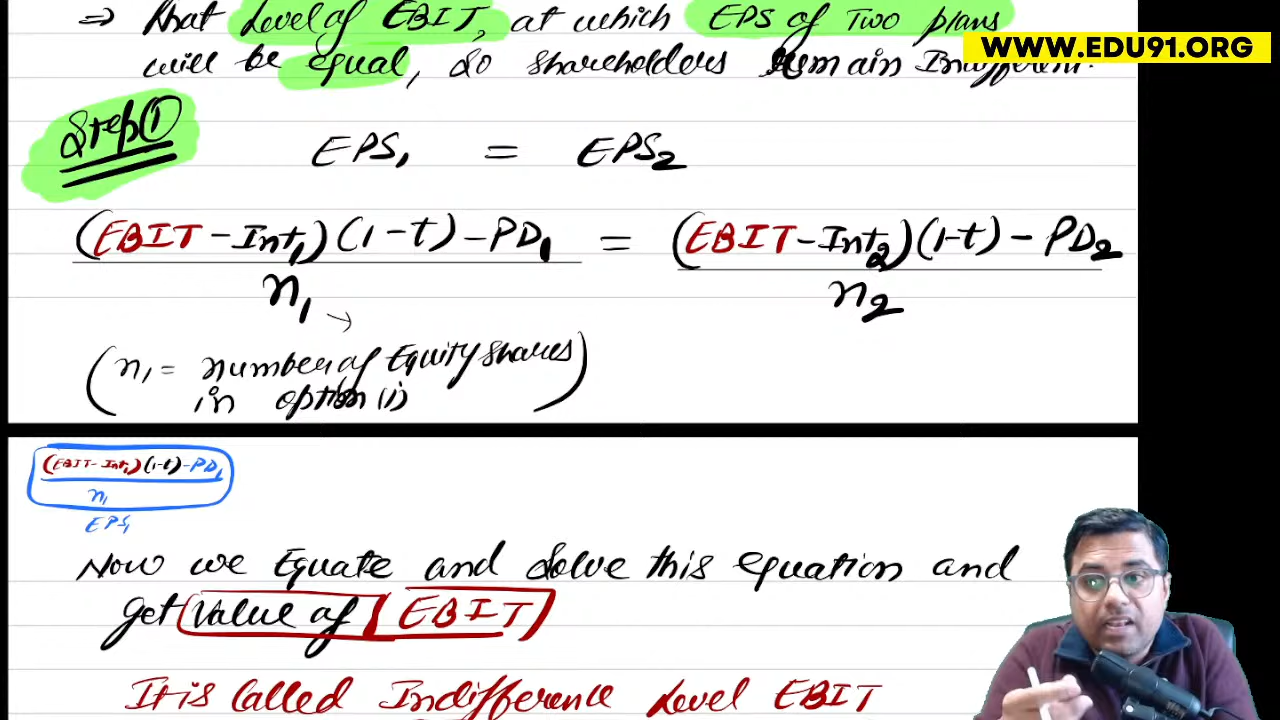 ⇒ that Level of EBIT, at which EPS of Two plans
WWW.EDU91.ORG
will be equal, so shareholders remain Indifferent.
Step ①
EPS₁ = EPS₂
(EBIT - Int₁)(1-t) - PD₁ = (EBIT - Int₂)(1-t) - PD₂
n₁ n₂
(n₁ = number of Equity shares
in option (i))
(EBIT - Int₁)(1-t) - PD₁
n₁
EPS₁
Now we Equate and Solve this equation and
get Value of (EBIT)
It is called Indifference Level EBIT